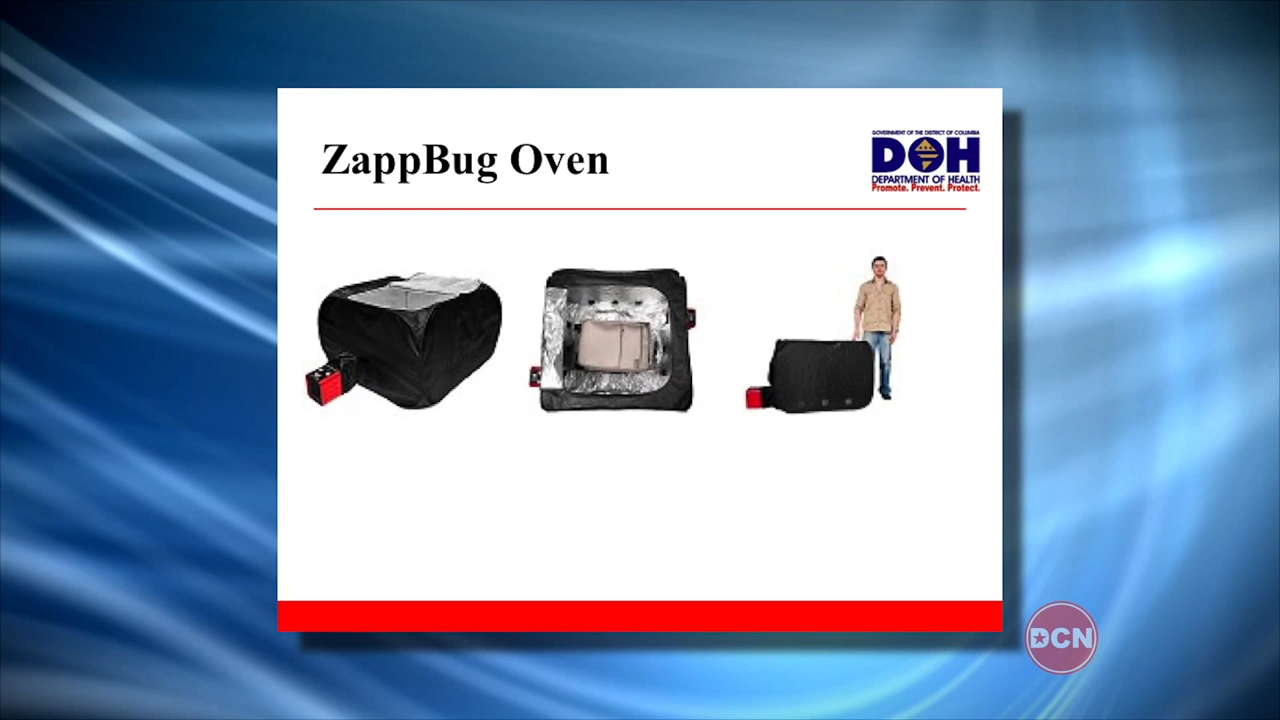 ZappBug Oven
GOVERNMENT OF THE DISTRICT OF COLUMBIA
DOH
DEPARTMENT OF HEALTH
Promote. Prevent. Protect.
DCN